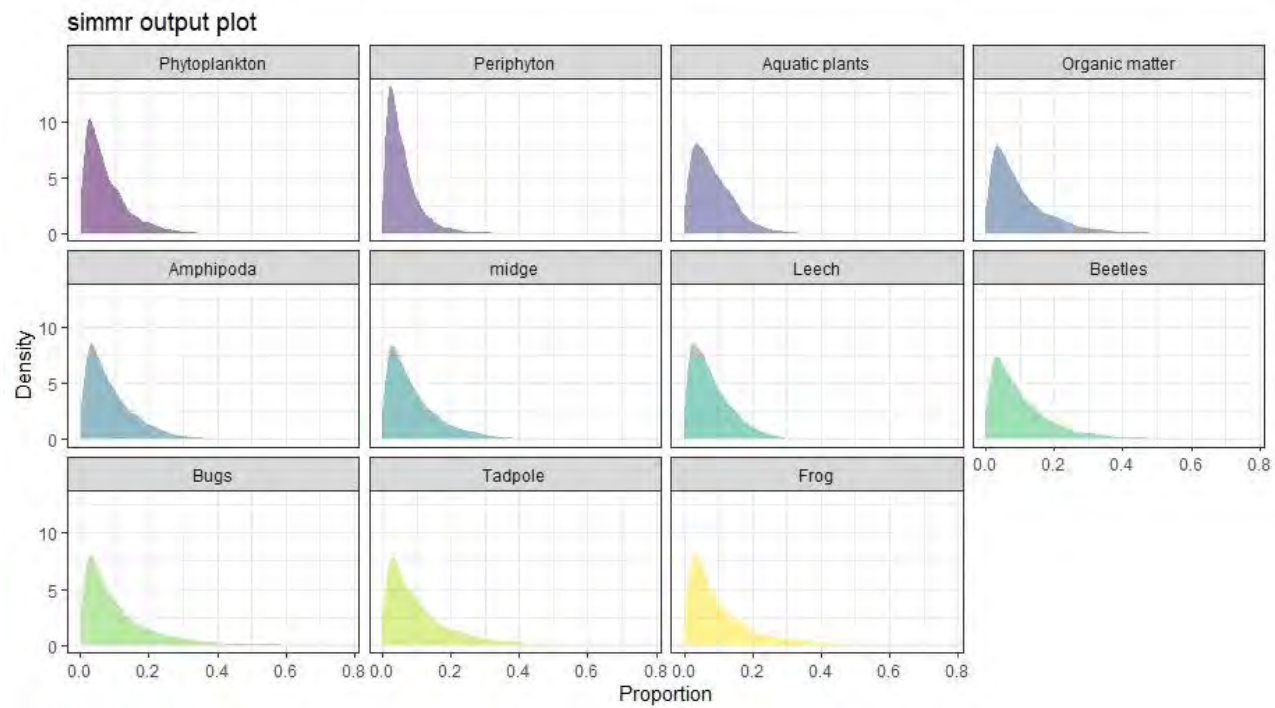 simmr output plot
Phytoplankton Periphyton Aquatic plants Organic matter
10
5
0
Amphipoda midge Leech Beetles
10
5
0
0.0 0.2 0.4 0.6 0.8
Bugs Tadpole Frog
10
5
0
0.0 0.2 0.4 0.6 0.8 0.0 0.2 0.4 0.6 0.8 0.0 0.2 0.4 0.6 0.8
Density
Proportion